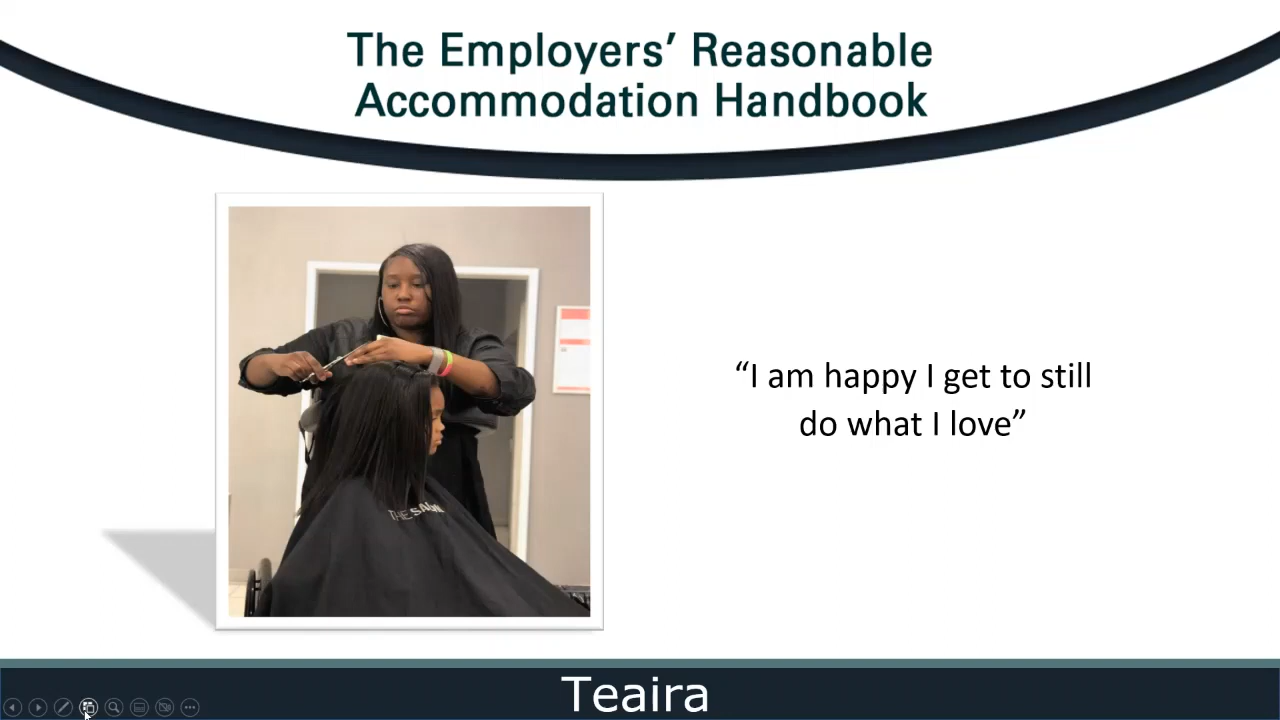 The Employers’ Reasonable
Accommodation Handbook
“I am happy I get to still
do what I love”
Teaira